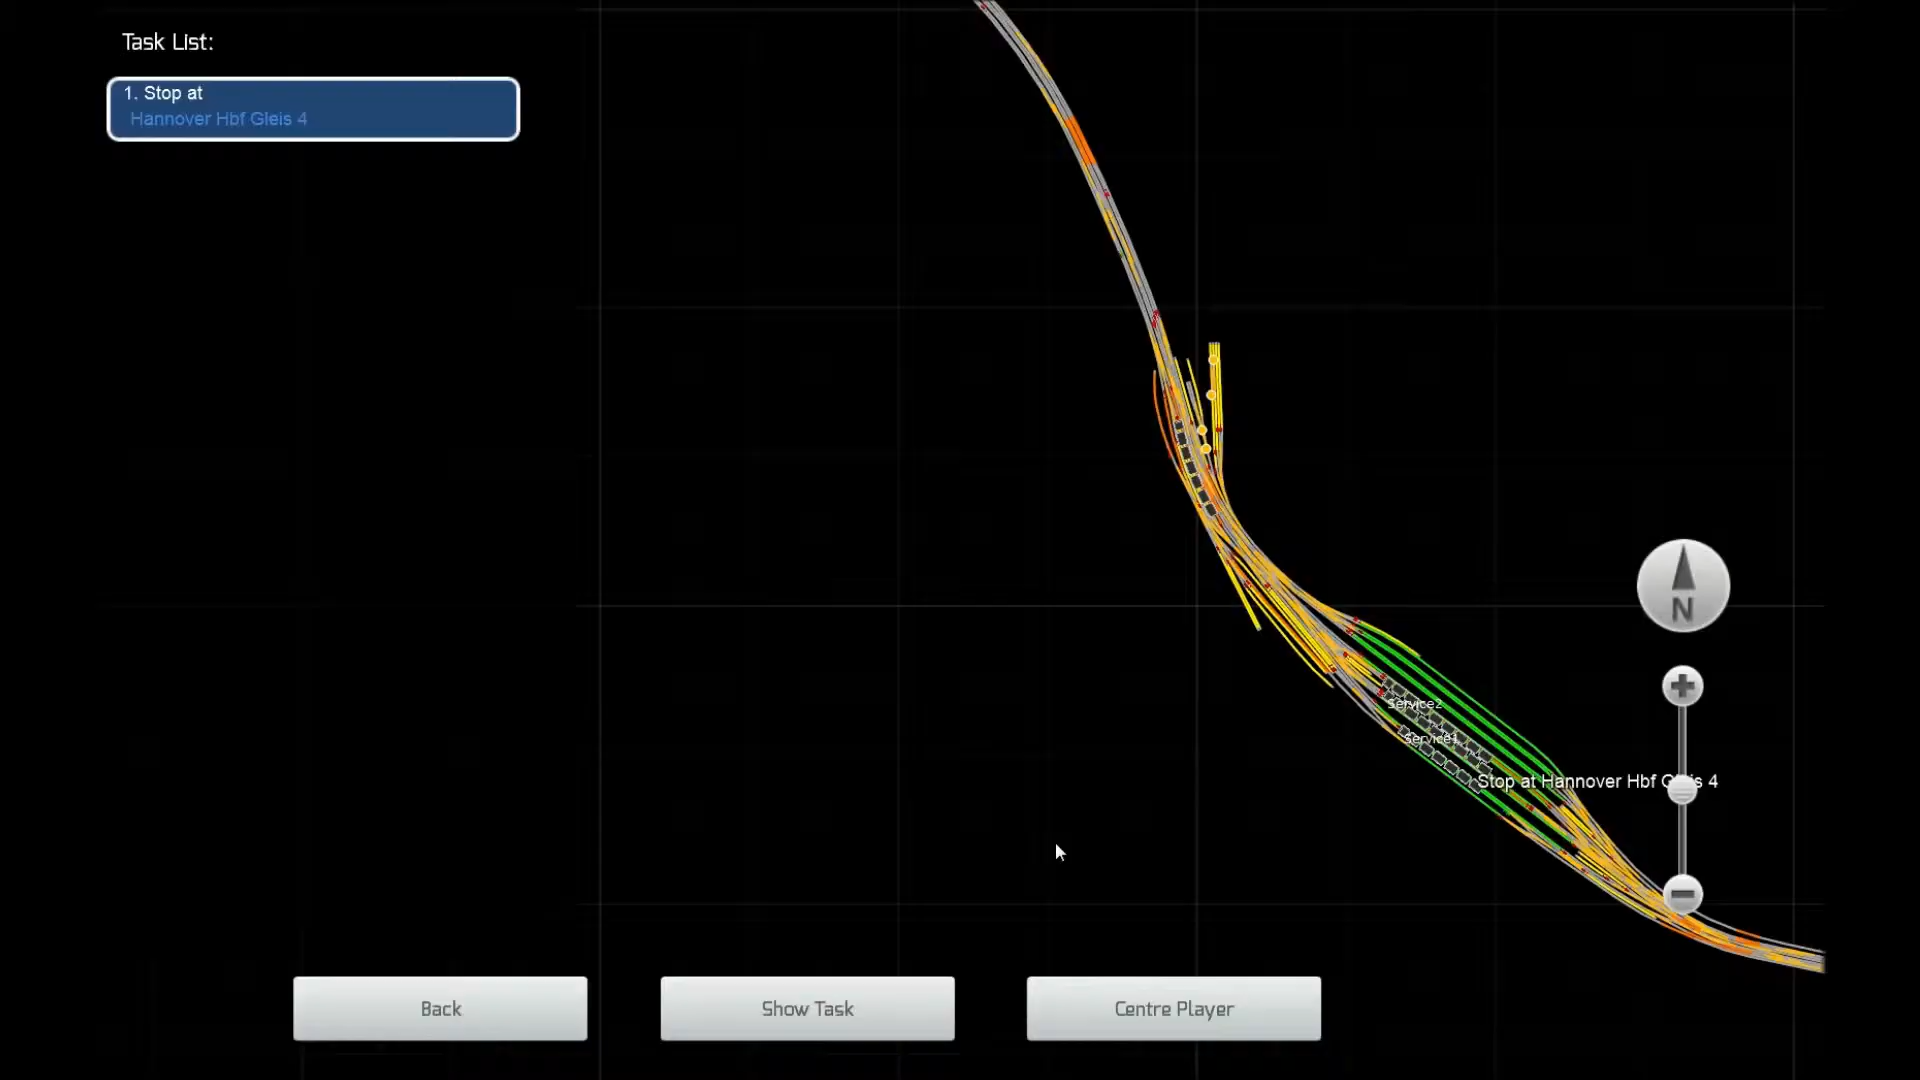 Task List:
1. Stop at
Hannover Hbf Gleis 4
N
Service2
Service1
Stop at Hannover Hbf Gleis 4
Back
Show Task
Centre Player